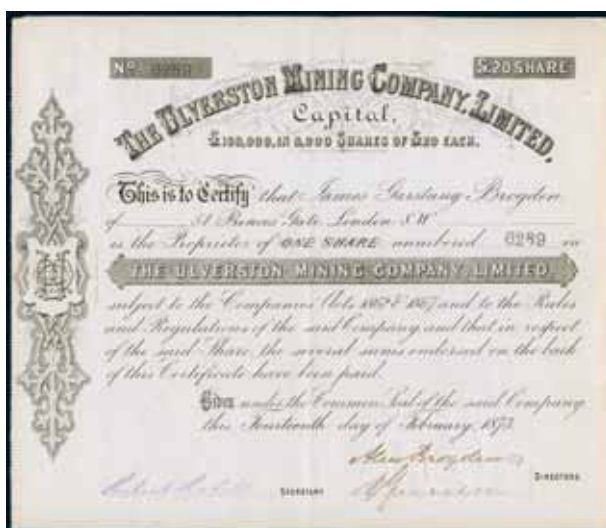 No. 6289 £20 SHARE
THE ULVERSTON MINING COMPANY, LIMITED.
Capital,
£100,000, IN 5,000 SHARES OF £20 EACH.
This is to Certify that James Garstang Brogden
of Princes Gate London S.W.
is the Proprietor of ONE SHARE numbered 6289 in
THE ULVERSTON MINING COMPANY, LIMITED,
subject to the Companies Acts, 1862 & 1867, and to the Rules
and Regulations of the said Company and that in respect
of the said Share the several sums endorsed on the back
of this Certificate have been paid.
Given under the Common Seal of the said Company
this Fourteenth day of February, 1873
Alex Brogden
DIRECTORS.
SECRETARY